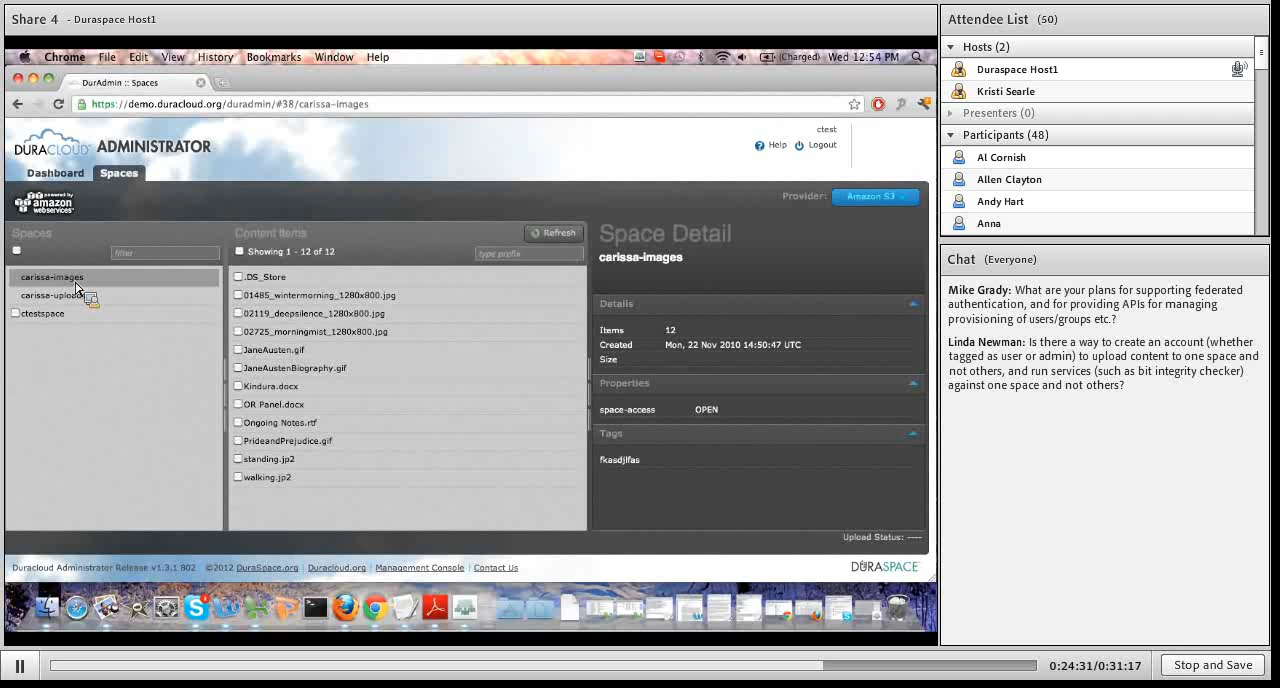 Share 4 - Duraspace Host1
Chrome File Edit View History Bookmarks Window Help (Charged) Wed 12:54 PM
DurAdmin :: Spaces
https://demo.duracloud.org/duradmin/#38/carissa-images
DURACLOUD ADMINISTRATOR
ctest
Help Logout
Dashboard Spaces
powered by
amazon
webservices
Provider: Amazon S3
Spaces
filter
carissa-images
carissa-upload
ctestspace
Content Items Refresh
Showing 1 - 12 of 12 type prefix
.DS_Store
01485_wintermorning_1280x800.jpg
02119_deepsilence_1280x800.jpg
02725_morningmist_1280x800.jpg
JaneAusten.gif
JaneAustenBiography.gif
Kindura.docx
OR Panel.docx
Ongoing Notes.rtf
PrideandPrejudice.gif
standing.jp2
walking.jp2
Space Detail
carissa-images
Details
Items 12
Created Mon, 22 Nov 2010 14:50:47 UTC
Size
Properties
space-access OPEN
Tags
fkasdjlfas
Upload Status: ----
Duracloud Administrator Release v1.3.1 802 ©2012 DuraSpace.org | Duracloud.org | Management Console | Contact Us
DURASPACE
0:24:31/0:31:17 Stop and Save
Attendee List (50)
Hosts (2)
Duraspace Host1
Kristi Searle
Presenters (0)
Participants (48)
Al Cornish
Allen Clayton
Andy Hart
Anna
Chat (Everyone)
Mike Grady: What are your plans for supporting federated
authentication, and for providing APIs for managing
provisioning of users/groups etc.?
Linda Newman: Is there a way to create an account (whether
tagged as user or admin) to upload content to one space and
not others, and run services (such as bit integrity checker)
against one space and not others?